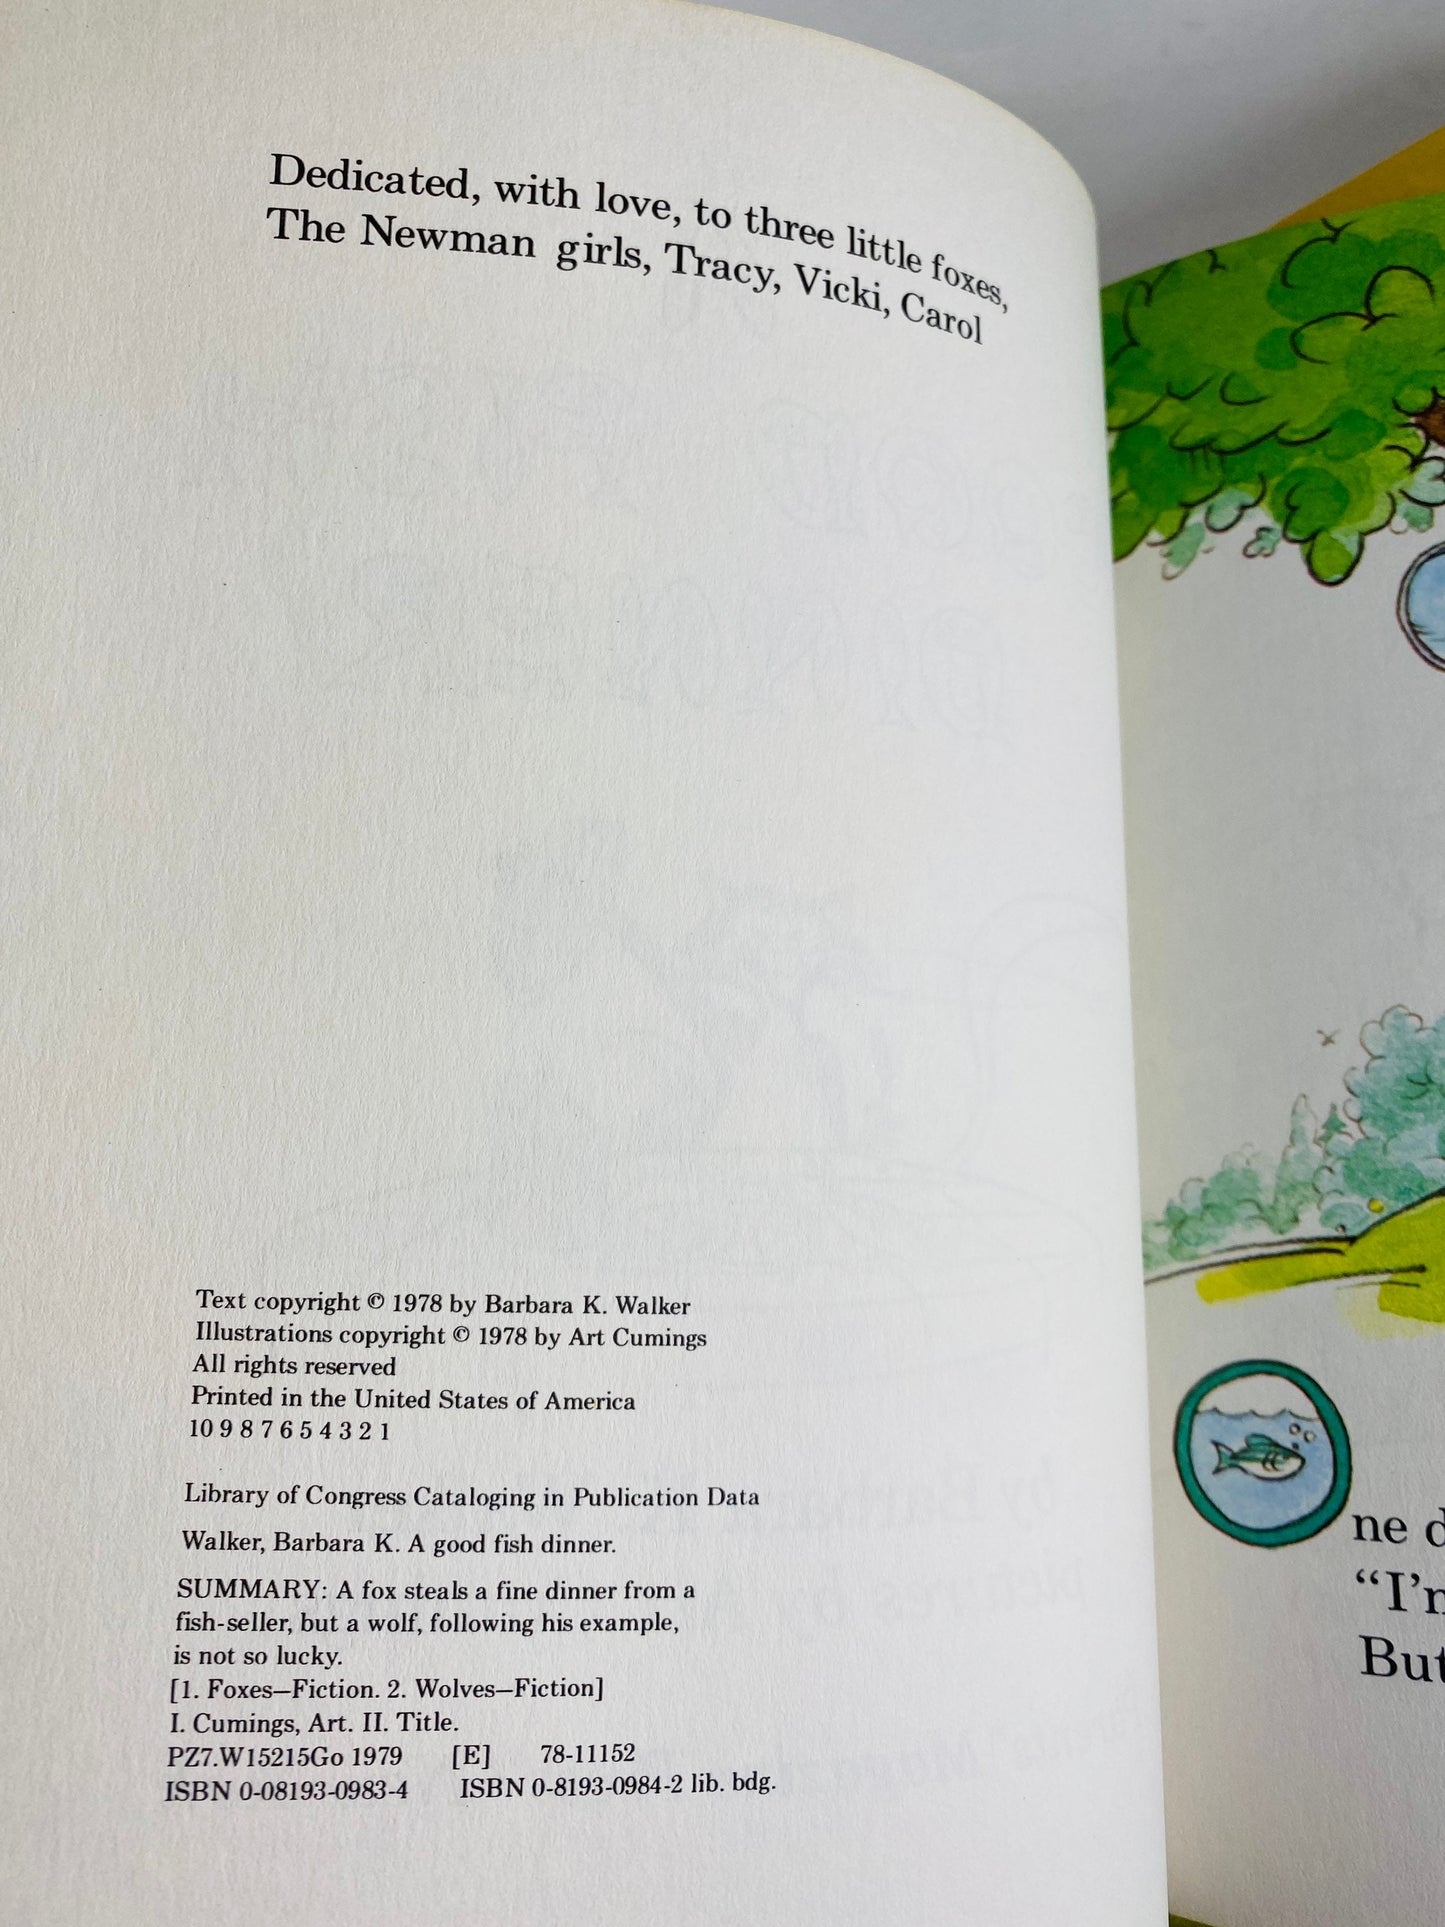 Dedicated, with love, to three little foxes,
The Newman girls, Tracy, Vicki, Carol
Text copyright © 1978 by Barbara K. Walker
Illustrations copyright © 1978 by Art Cumings
All rights reserved
Printed in the United States of America
10 9 8 7 6 5 4 3 2 1
Library of Congress Cataloging in Publication Data
Walker, Barbara K. A good fish dinner.
SUMMARY: A fox steals a fine dinner from a
fish-seller, but a wolf, following his example,
is not so lucky.
[1. Foxes—Fiction. 2. Wolves—Fiction]
I. Cumings, Art. II. Title.
PZ7.W15215Go 1979 [E] 78-11152
ISBN 0-08193-0983-4 ISBN 0-8193-0984-2 lib. bdg.
ne
But